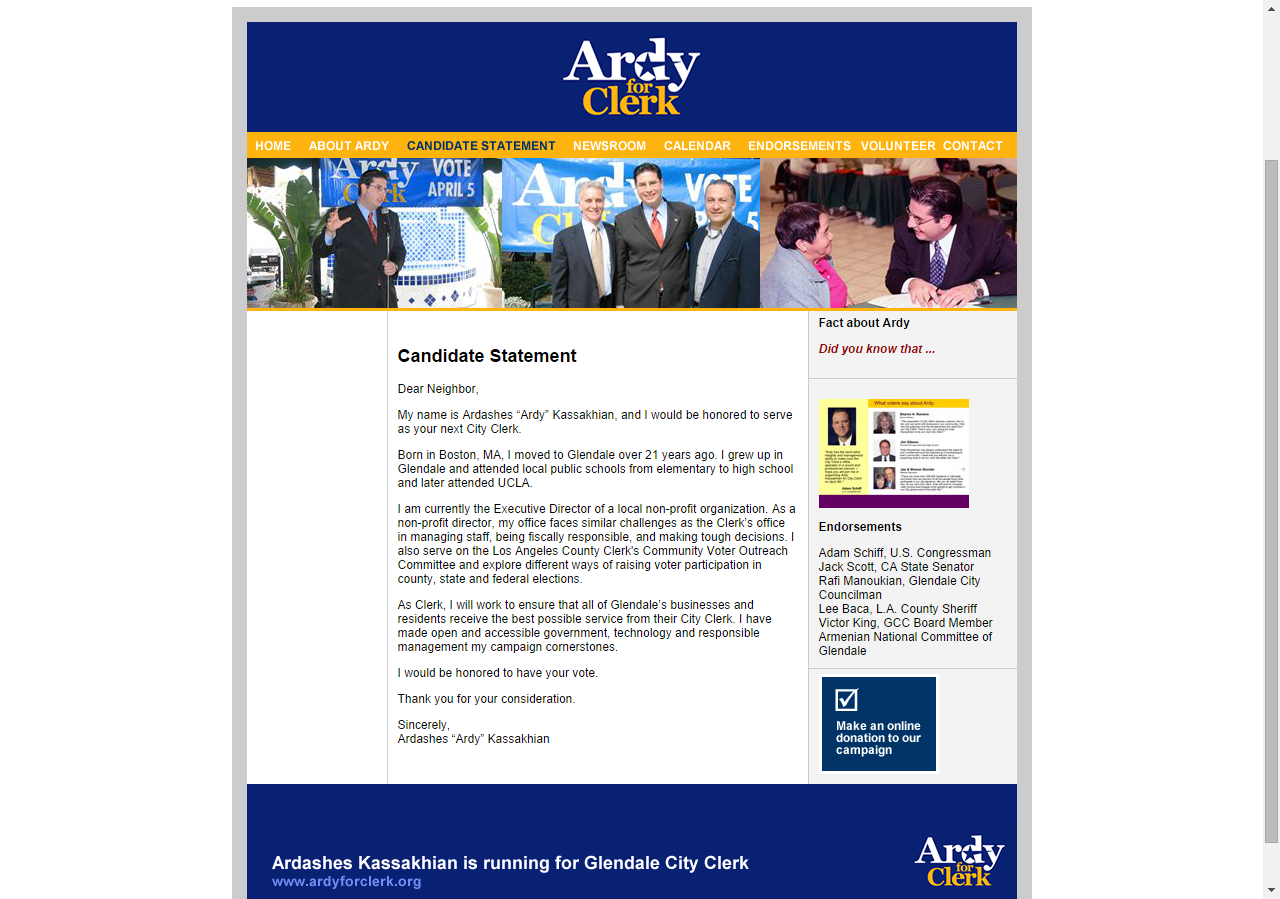 Ardy
for
Clerk
HOME ABOUT ARDY CANDIDATE STATEMENT NEWSROOM CALENDAR ENDORSEMENTS VOLUNTEER CONTACT
Ardy VOTE
Clerk APRIL 5
Ardy VOTE
APRIL 5
Candidate Statement
Dear Neighbor,
My name is Ardashes “Ardy” Kassakhian, and I would be honored to serve
as your next City Clerk.
Born in Boston, MA, I moved to Glendale over 21 years ago. I grew up in
Glendale and attended local public schools from elementary to high school
and later attended UCLA.
I am currently the Executive Director of a local non-profit organization. As a
non-profit director, my office faces similar challenges as the Clerk’s office
in managing staff, being fiscally responsible, and making tough decisions. I
also serve on the Los Angeles County Clerk's Community Voter Outreach
Committee and explore different ways of raising voter participation in
county, state and federal elections.
As Clerk, I will work to ensure that all of Glendale’s businesses and
residents receive the best possible service from their City Clerk. I have
made open and accessible government, technology and responsible
management my campaign cornerstones.
I would be honored to have your vote.
Thank you for your consideration.
Sincerely,
Ardashes “Ardy” Kassakhian
Fact about Ardy
Did you know that ...
What voters say about Ardy.
Adam Schiff
Endorsements
Adam Schiff, U.S. Congressman
Jack Scott, CA State Senator
Rafi Manoukian, Glendale City
Councilman
Lee Baca, L.A. County Sheriff
Victor King, GCC Board Member
Armenian National Committee of
Glendale
Make an online
donation to our
campaign
Ardashes Kassakhian is running for Glendale City Clerk
www.ardyforclerk.org
Ardy
for
Clerk